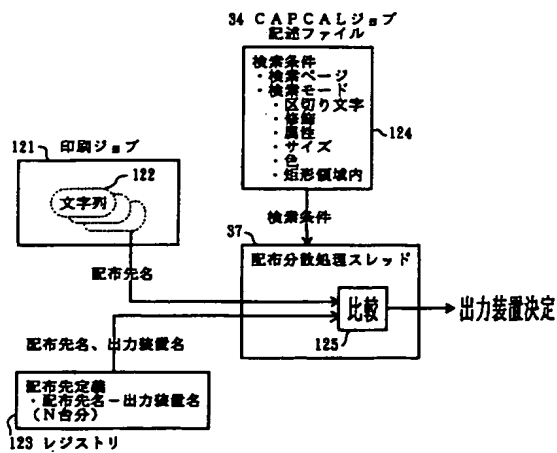 34 CAPCALジョブ
記述ファイル
検索条件
・検索ページ
・検索モード
・区切り文字
・修飾
・属性
・サイズ
・色
・矩形領域内
124
121 印刷ジョブ
122
文字列
検索条件
37
配布分散処理スレッド
配布先名
比較
125
出力装置決定
配布先名、出力装置名
配布先定義
・配布先名-出力装置名
(N台分)
123 レジストリ